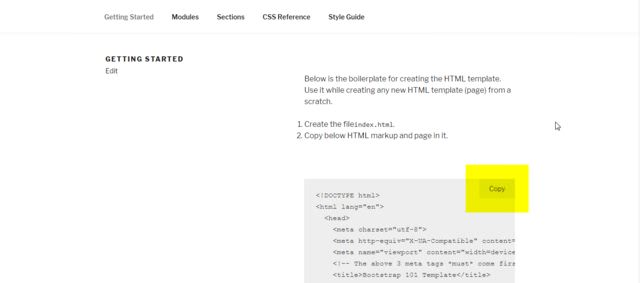 Getting Started Modules Sections CSS Reference Style Guide
GETTING STARTED
Edit
Below is the boilerplate for creating the HTML template.
Use it while creating any new HTML template (page) from a
scratch.
1. Create the fileindex.html.
2. Copy below HTML markup and page in it.
Copy
<!DOCTYPE html>
<html lang="en">
<head>
<meta charset="utf-8">
<meta http-equiv="X-UA-Compatible" content=
<meta name="viewport" content="width=device
<!-- The above 3 meta tags *must* come firs
<title>Bootstrap 101 Template</title>